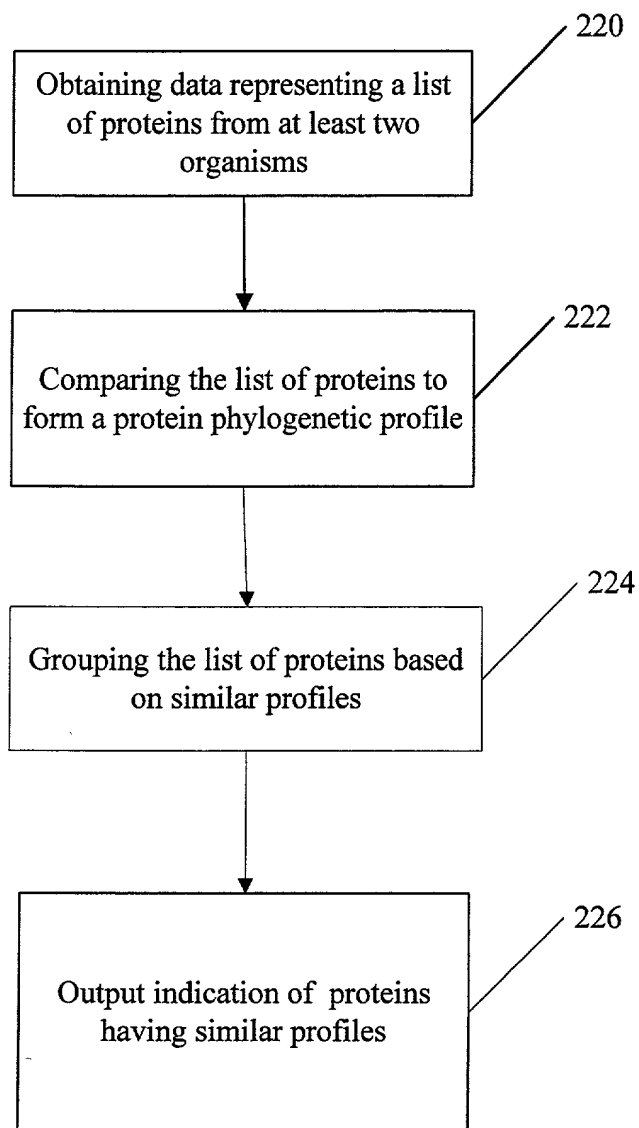 220
Obtaining data representing a list
of proteins from at least two
organisms
222
Comparing the list of proteins to
form a protein phylogenetic profile
224
Grouping the list of proteins based
on similar profiles
226
Output indication of proteins
having similar profiles